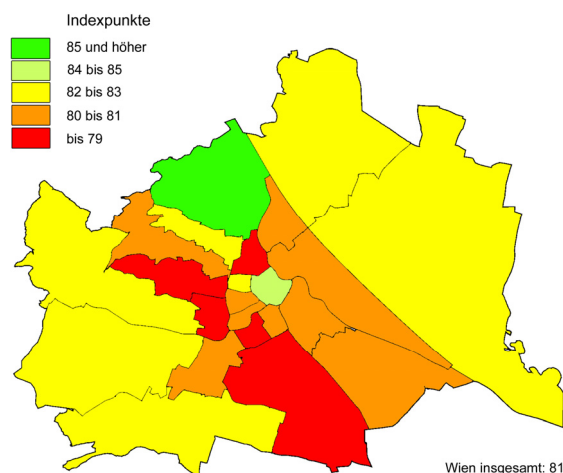 Indexpunkte
85 und höher
84 bis 85
82 bis 83
80 bis 81
bis 79
Wien insgesamt: 81